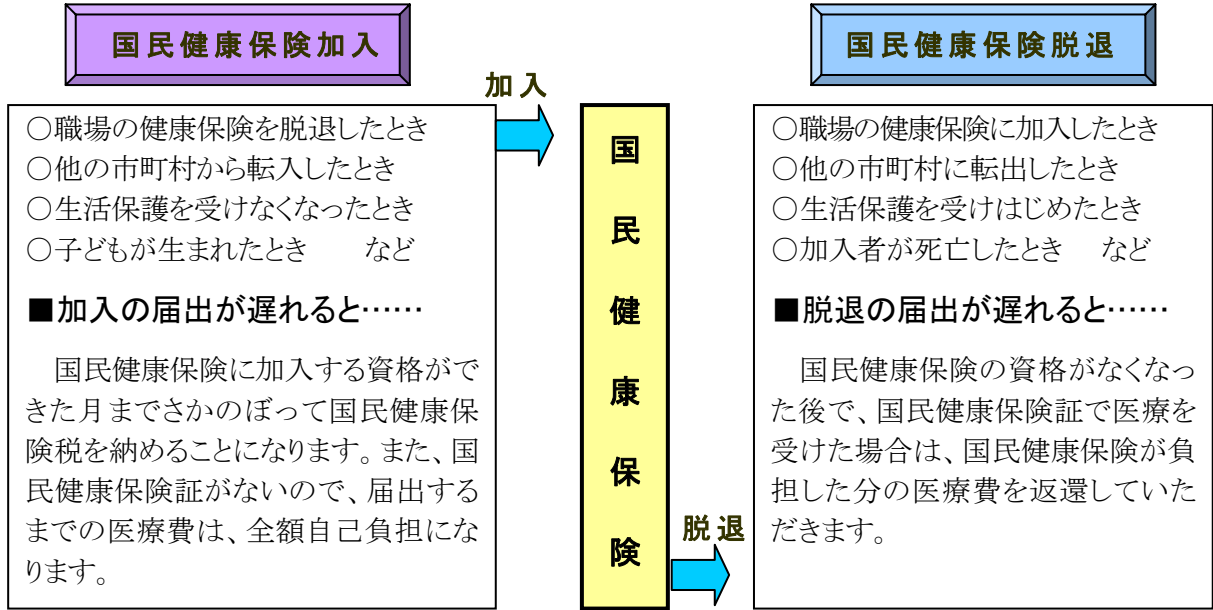 国民健康保険加入
加入
○職場の健康保険を脱退したとき
○他の市町村から転入したとき
○生活保護を受けなくなったとき
○子どもが生まれたとき　　など
■加入の届出が遅れると……
　国民健康保険に加入する資格がで
きた月までさかのぼって国民健康保
険税を納めることになります。また、国
民健康保険証がないので、届出する
までの医療費は、全額自己負担にな
ります。
国民健康保険
脱退
国民健康保険脱退
○職場の健康保険に加入したとき
○他の市町村に転出したとき
○生活保護を受けはじめたとき
○加入者が死亡したとき　など
■脱退の届出が遅れると……
　国民健康保険の資格がなくなっ
た後で、国民健康保険証で医療を
受けた場合は、国民健康保険が負
担した分の医療費を返還していた
だきます。